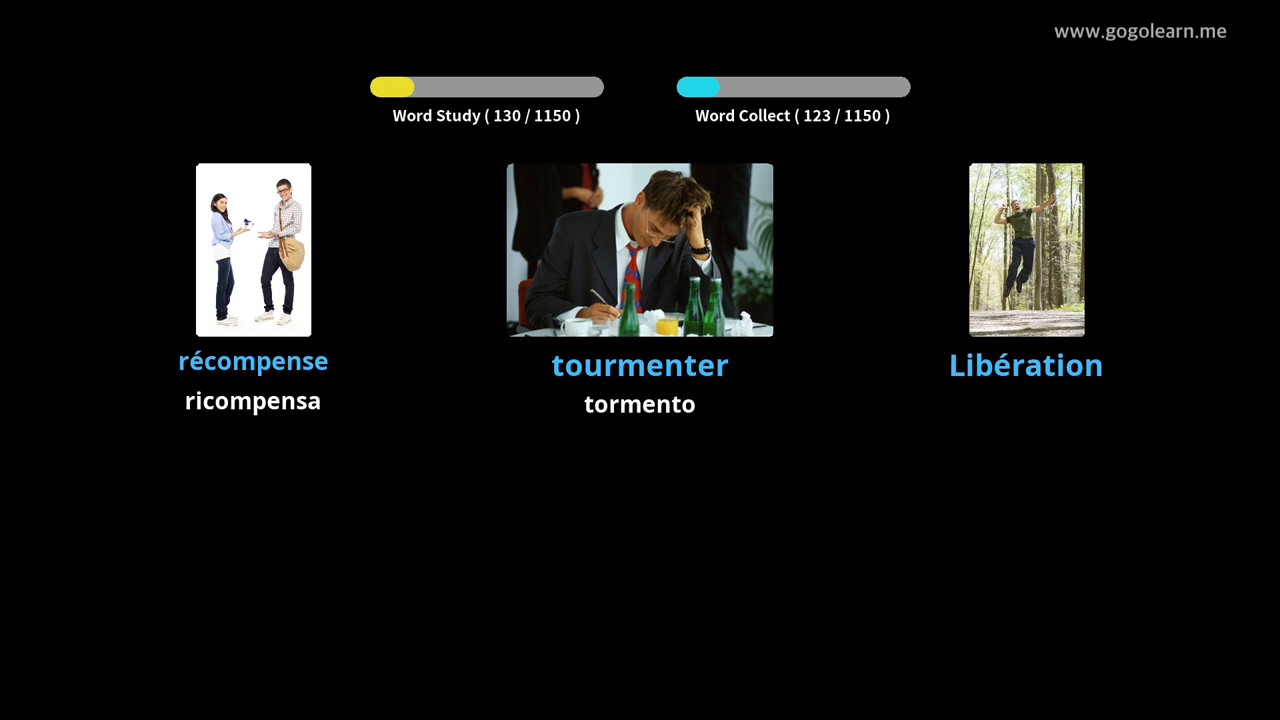 www.gogolearn.me
Word Study ( 130 / 1150 )
Word Collect ( 123 / 1150 )
récompense
ricompensa
tourmenter
tormento
Libération